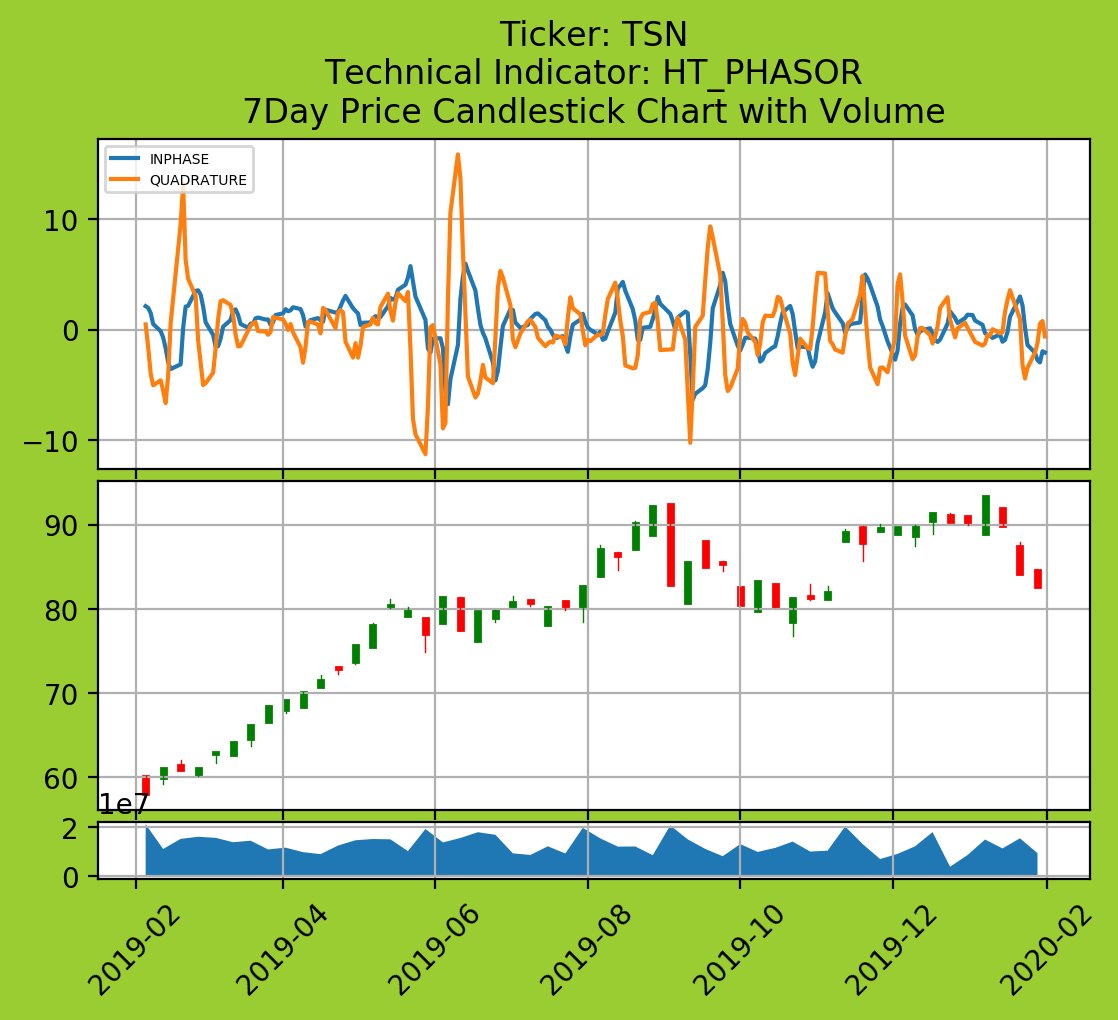 Ticker: TSN
Technical Indicator: HT_PHASOR
7Day Price Candlestick Chart with Volume
INPHASE
QUADRATURE
10
0
−10
90
80
70
60
1e7
2
0
2019-02
2019-04
2019-06
2019-08
2019-10
2019-12
2020-02